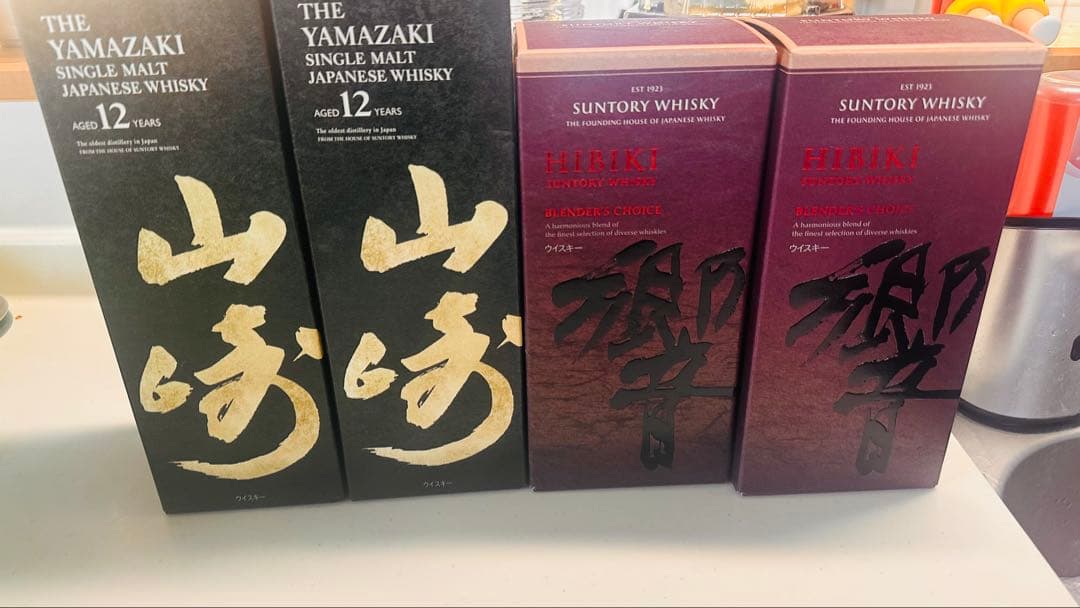 THE
YAMAZAKI
SINGLE MALT
JAPANESE WHISKY
AGED 12 YEARS
The oldest distillery in Japan
FROM THE HOUSE OF SUNTORY WHISKY
山
崎
ウイスキー
THE
YAMAZAKI
SINGLE MALT
JAPANESE WHISKY
AGED 12 YEARS
The oldest distillery in Japan
FROM THE HOUSE OF SUNTORY WHISKY
山
崎
ウイスキー
EST 1923
SUNTORY WHISKY
THE FOUNDING HOUSE OF JAPANESE WHISKY
HIBIKI
SUNTORY WHISKY
BLENDER'S CHOICE
A harmonious blend of
the finest selection of diverse whiskies
ウイスキー
響
EST 1923
SUNTORY WHISKY
THE FOUNDING HOUSE OF JAPANESE WHISKY
HIBIKI
SUNTORY WHISKY
BLENDER'S CHOICE
A harmonious blend of
the finest selection of diverse whiskies
ウイスキー
響